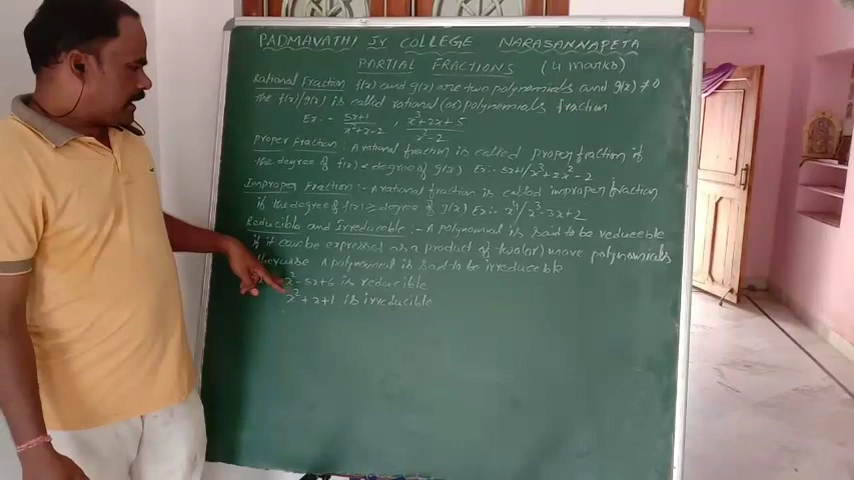 PADMAVATHI Jr COLLEGE NARASANNAPETA
PARTIAL FRACTIONS (4 marks)
Rational Fraction f(x) and g(x) are two polynomials and g(x) ≠ 0
the f(x)/g(x) is called rational (or) polynomials fraction
Ex:- 5x+1/x²+x-2 , x³+2x+5/x²-2
Proper Fraction: A rational fraction is called proper fraction if
the degree of f(x) < degree of g(x) Ex:- 5x+1/x³+2x²-2
Improper Fraction:- A rational fraction is called improper fraction
if the degree of f(x) ≥ degree of g(x) Ex:- x⁴/x³-3x+2
Reducible and Irreducible:- A polynomial is said to be reduceeble
if it can be expressed as a product of two(or) more polynomials
otherwise A polynomial is said to be irreduceeble
x²-5x+6 is reducible
x²+x+1 is irreducible